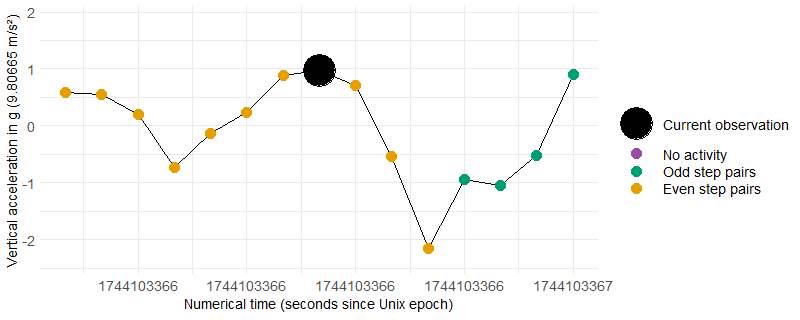 Vertical acceleration in g (9.80665 m/s²)
2
1
0
-1
-2
1744103366 1744103366 1744103366 1744103366 1744103367
Numerical time (seconds since Unix epoch)
Current observation
No activity
Odd step pairs
Even step pairs